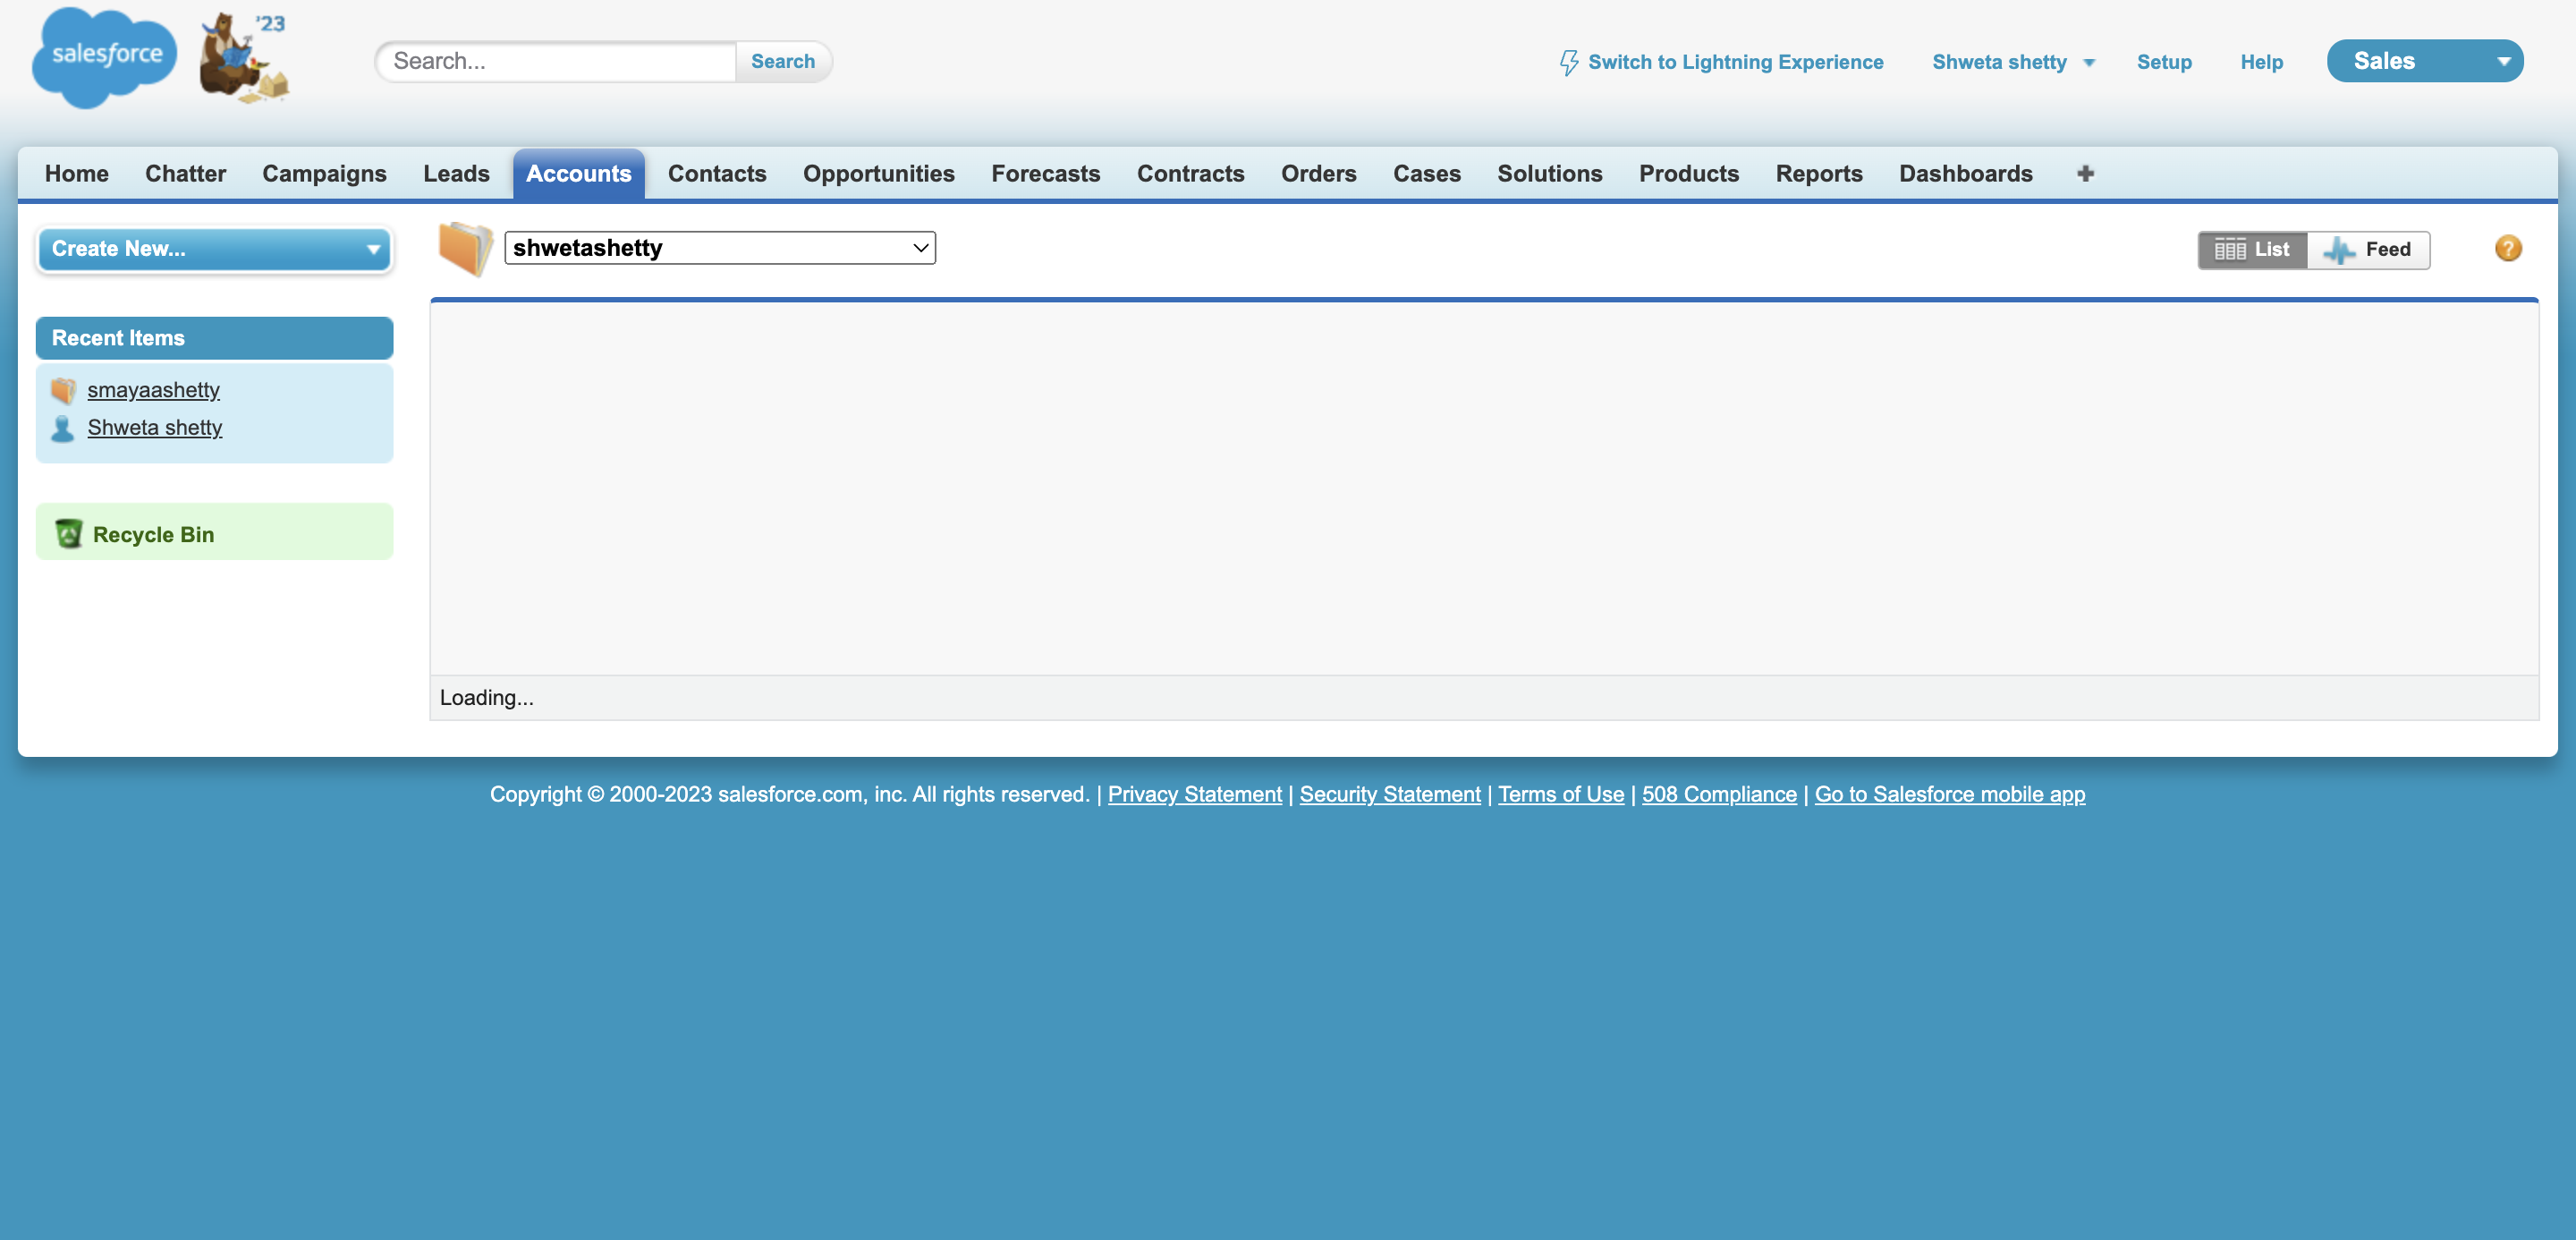 salesforce
'23
Search...
Search
Switch to Lightning Experience
Shweta shetty
Setup
Help
Sales
Home
Chatter
Campaigns
Leads
Accounts
Contacts
Opportunities
Forecasts
Contracts
Orders
Cases
Solutions
Products
Reports
Dashboards
+
Create New...
shwetashetty
List
Feed
?
Recent Items
smayaashetty
Shweta shetty
Recycle Bin
Loading...
Copyright © 2000-2023 salesforce.com, inc. All rights reserved. | Privacy Statement | Security Statement | Terms of Use | 508 Compliance | Go to Salesforce mobile app